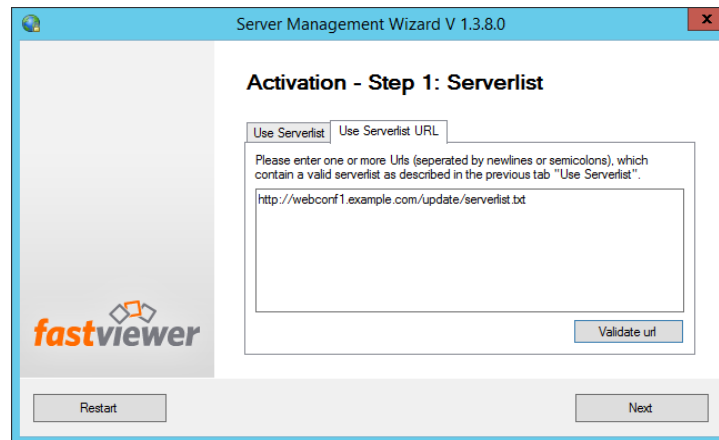 Server Management Wizard V 1.3.8.0
x
Activation - Step 1: Serverlist
Use Serverlist
Use Serverlist URL
Please enter one or more Urls (seperated by newlines or semicolons), which
contain a valid serverlist as described in the previous tab "Use Serverlist".
http://webconf1.example.com/update/serverlist.txt
fastviewer
Validate url
Restart
Next